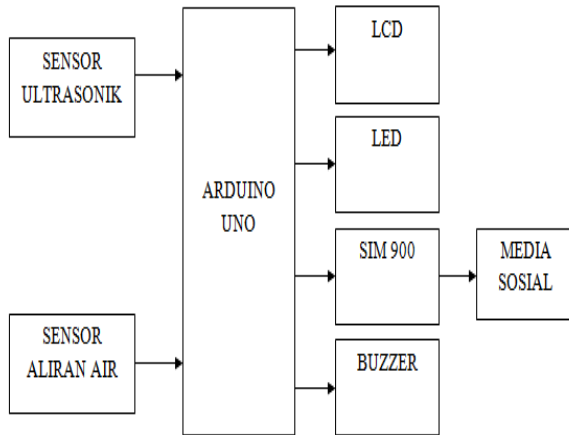 SENSOR
ULTRASONIK
SENSOR
ALIRAN AIR
ARDUINO
UNO
LCD
LED
SIM 900
BUZZER
MEDIA
SOSIAL